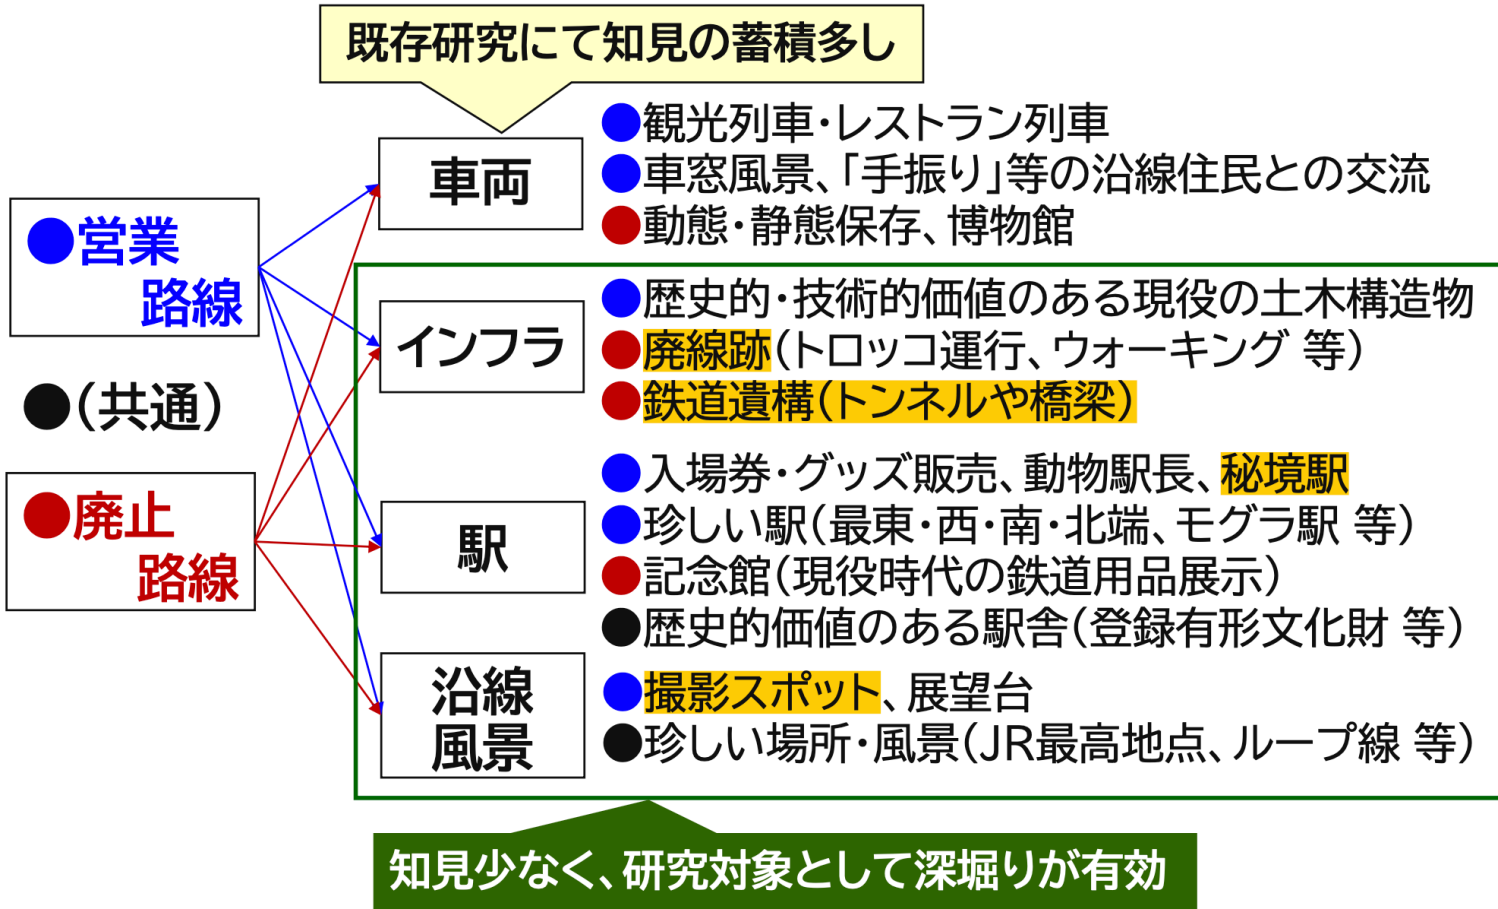 既存研究にて知見の蓄積多し
●営業
路線
●(共通)
●廃止
路線
車両
●観光列車・レストラン列車
●車窓風景、「手振り」等の沿線住民との交流
●動態・静態保存、博物館
インフラ
●歴史的・技術的価値のある現役の土木構造物
●廃線跡(トロッコ運行、ウォーキング 等)
●鉄道遺構(トンネルや橋梁)
駅
●入場券・グッズ販売、動物駅長、秘境駅
●珍しい駅(最東・西・南・北端、モグラ駅 等)
●記念館(現役時代の鉄道用品展示)
●歴史的価値のある駅舎(登録有形文化財 等)
沿線
風景
●撮影スポット、展望台
●珍しい場所・風景(JR最高地点、ループ線 等)
知見少なく、研究対象として深堀りが有効